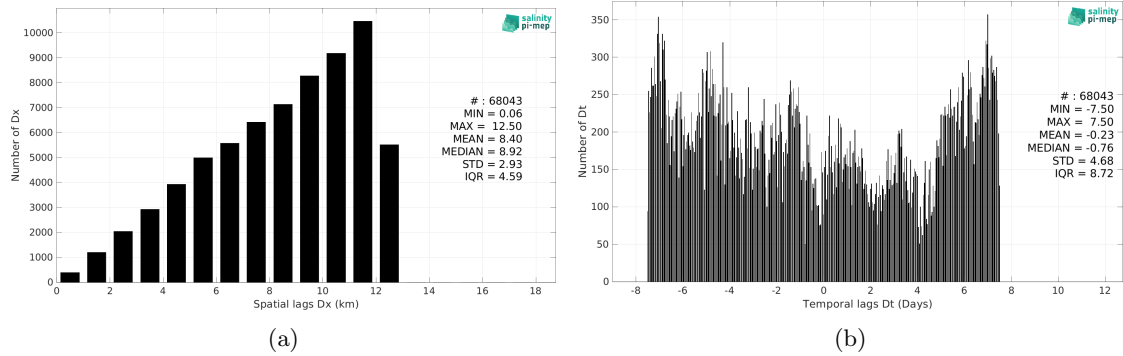 salinity
pi-mep
10000
9000
8000
7000
6000
5000
4000
3000
2000
1000
0
Number of Dx
# : 68043
MIN = 0.06
MAX = 12.50
MEAN = 8.40
MEDIAN = 8.92
STD = 2.93
IQR = 4.59
0 2 4 6 8 10 12 14 16 18
Spatial lags Dx (km)
(a)
salinity
pi-mep
350
300
250
200
150
100
50
0
Number of Dt
# : 68043
MIN = -7.50
MAX = 7.50
MEAN = -0.23
MEDIAN = -0.76
STD = 4.68
IQR = 8.72
-8 -6 -4 -2 0 2 4 6 8 10 12
Temporal lags Dt (Days)
(b)